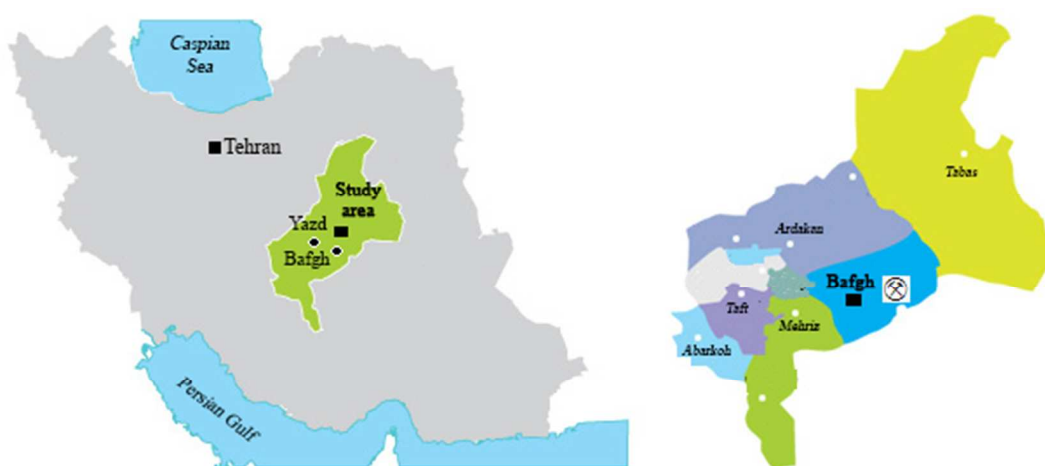 Caspian
Sea
Tehran
Study
area
Yazd
Bafgh
Persian Gulf
Tabas
Ardakan
Bafgh
Taft
Mehriz
Abarkoh